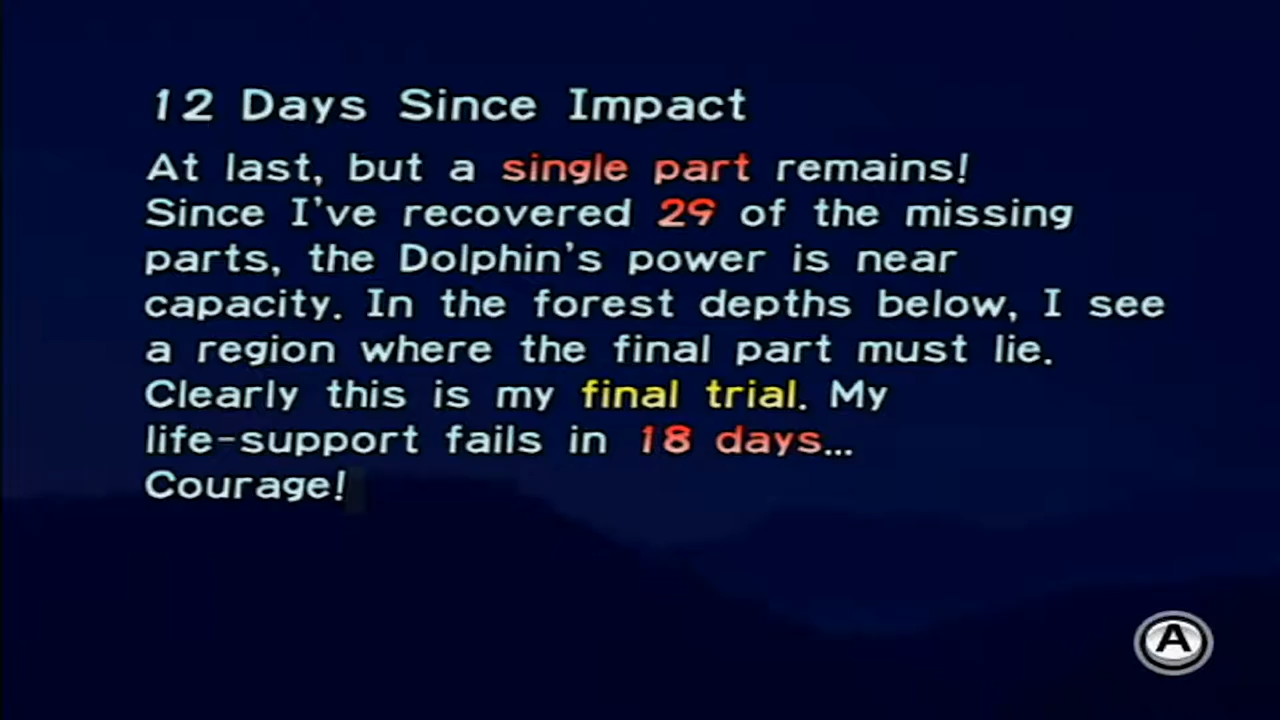 12 Days Since Impact
At last, but a single part remains!
Since I've recovered 29 of the missing
parts, the Dolphin's power is near
capacity. In the forest depths below, I see
a region where the final part must lie.
Clearly this is my final trial. My
life-support fails in 18 days...
Courage!
A